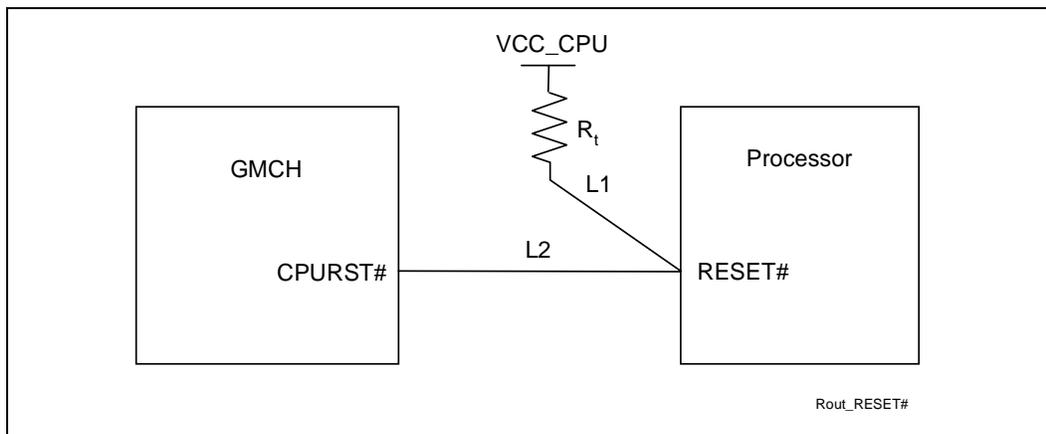 VCC_CPU
Rt
Processor
GMCH
L1
L2
CPURST#
RESET#
Rout_RESET#